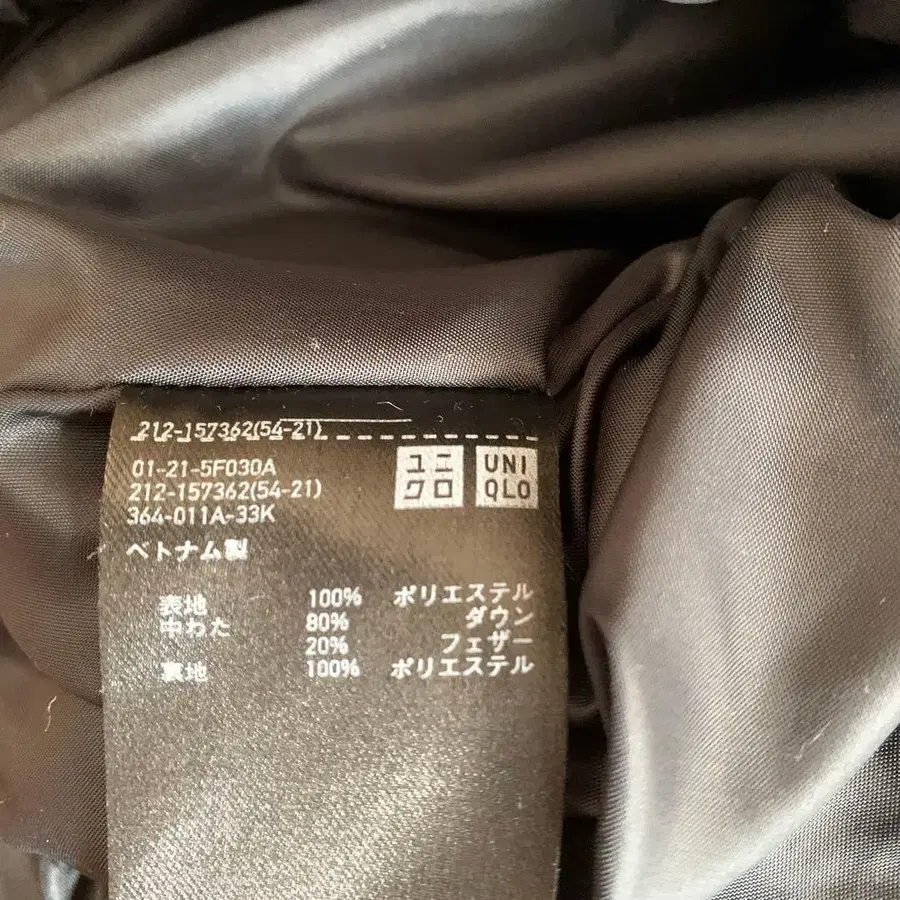 212-157362(54-21)
01-21-5F030A
212-157362(54-21)
364-011A-33K
ユニ
クロ
UNI
QLO
ベトナム製
表地 100% ポリエステル
中わた 80% ダウン
20% フェザー
裏地 100% ポリエステル